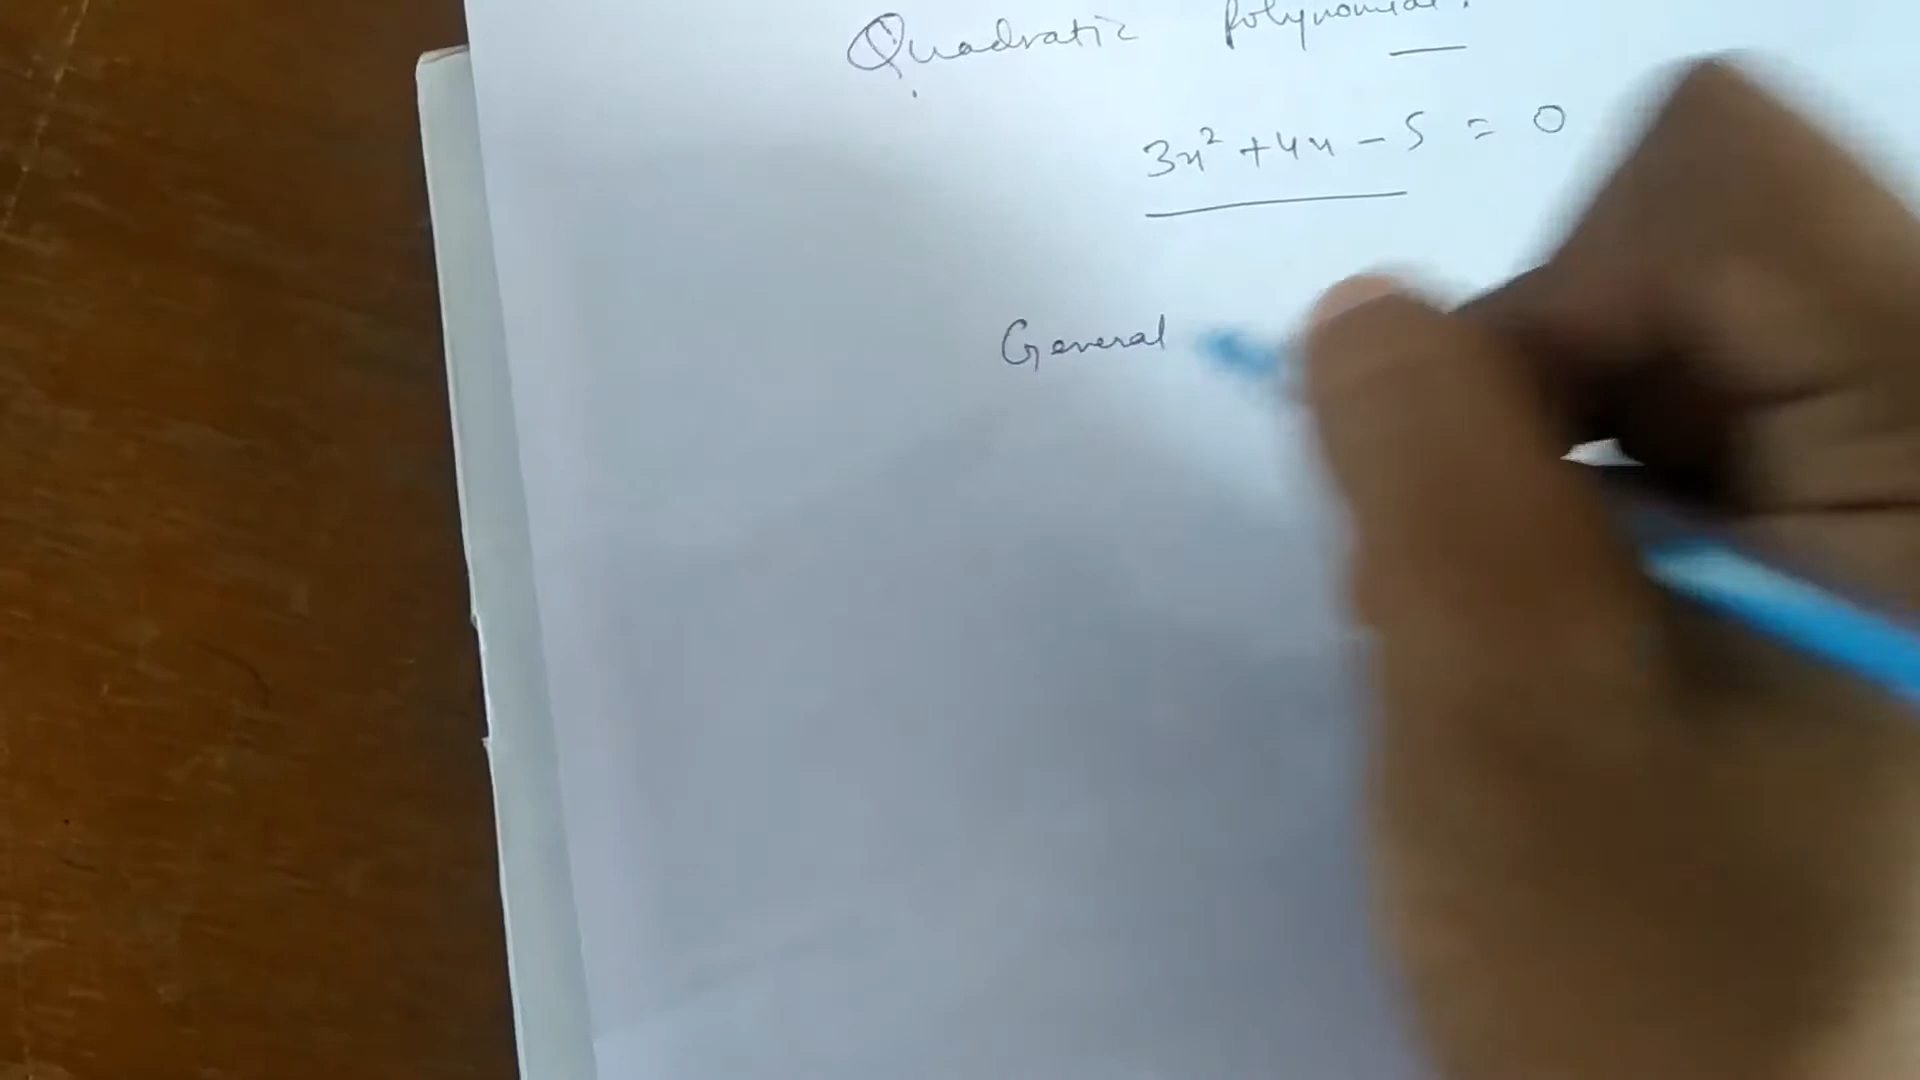 Quadratic Polynomial.
3x² + 4x - 5 = 0
General